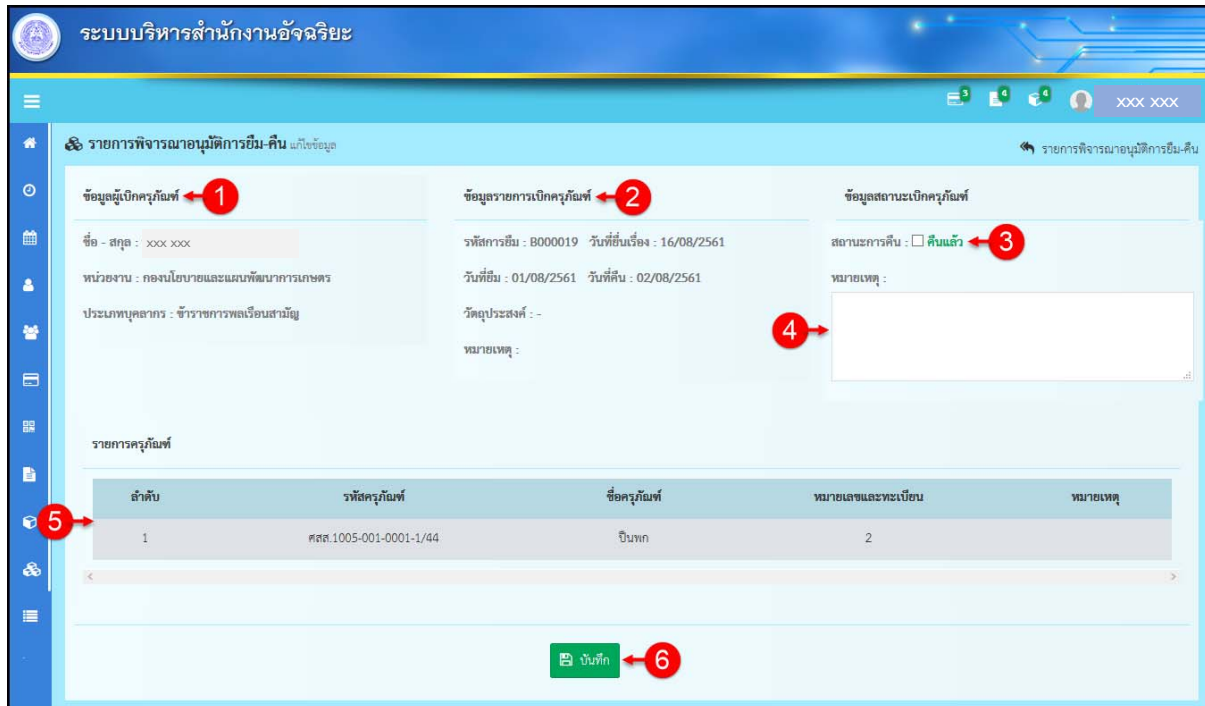 ระบบบริหารสำนักงานอัจฉริยะ
3 4 4 XXX XXX
รายการพิจารณาอนุมัติการยืม-คืน แก้ไขข้อมูล
รายการพิจารณาอนุมัติการยืม-คืน
ข้อมูลผู้เบิกครุภัณฑ์ 1
ชื่อ - สกุล : xxx xxx
หน่วยงาน : กองนโยบายและแผนพัฒนาการเกษตร
ประเภทบุคลากร : ข้าราชการพลเรือนสามัญ
ข้อมูลรายการเบิกครุภัณฑ์ 2
รหัสการยืม : B000019 วันที่ยื่นเรื่อง : 16/08/2561
วันที่ยืม : 01/08/2561 วันที่คืน : 02/08/2561
วัตถุประสงค์ : -
หมายเหตุ :
ข้อมูลสถานะเบิกครุภัณฑ์
สถานะการคืน : คืนแล้ว 3
หมายเหตุ :
4
รายการครุภัณฑ์
ลำดับ รหัสครุภัณฑ์ ชื่อครุภัณฑ์ หมายเลขและทะเบียน หมายเหตุ
5
1 ศสส.1005-001-0001-1/44 ปืนพก 2
บันทึก 6